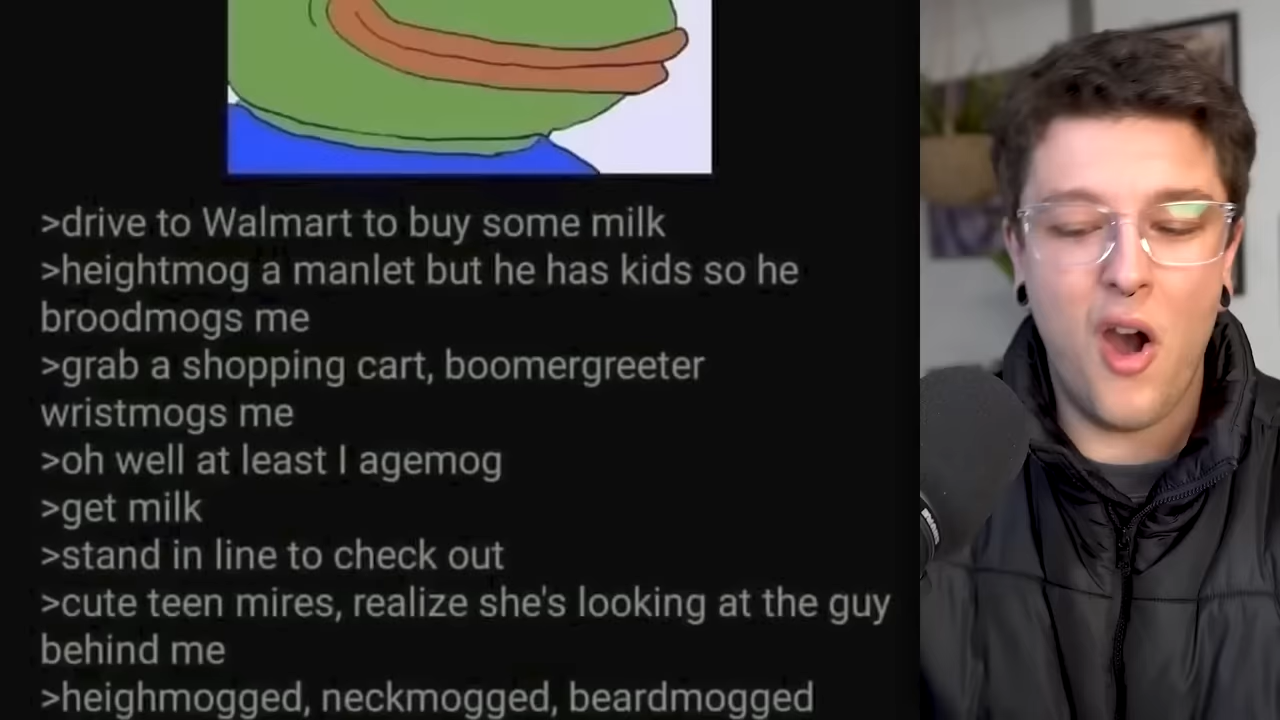 >drive to Walmart to buy some milk
>heightmog a manlet but he has kids so he
broodmogs me
>grab a shopping cart, boomergreeter
wristmogs me
>oh well at least I agemog
>get milk
>stand in line to check out
>cute teen mires, realize she's looking at the guy
behind me
>heighmogged, neckmogged, beardmogged